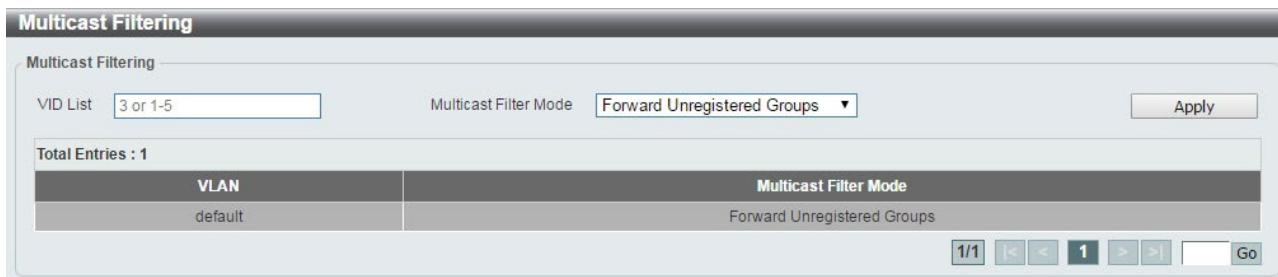 Multicast Filtering
Multicast Filtering
VID List 3 or 1-5 Multicast Filter Mode Forward Unregistered Groups Apply
Total Entries : 1
VLAN Multicast Filter Mode
default Forward Unregistered Groups
1/1 |< < 1 > >| Go